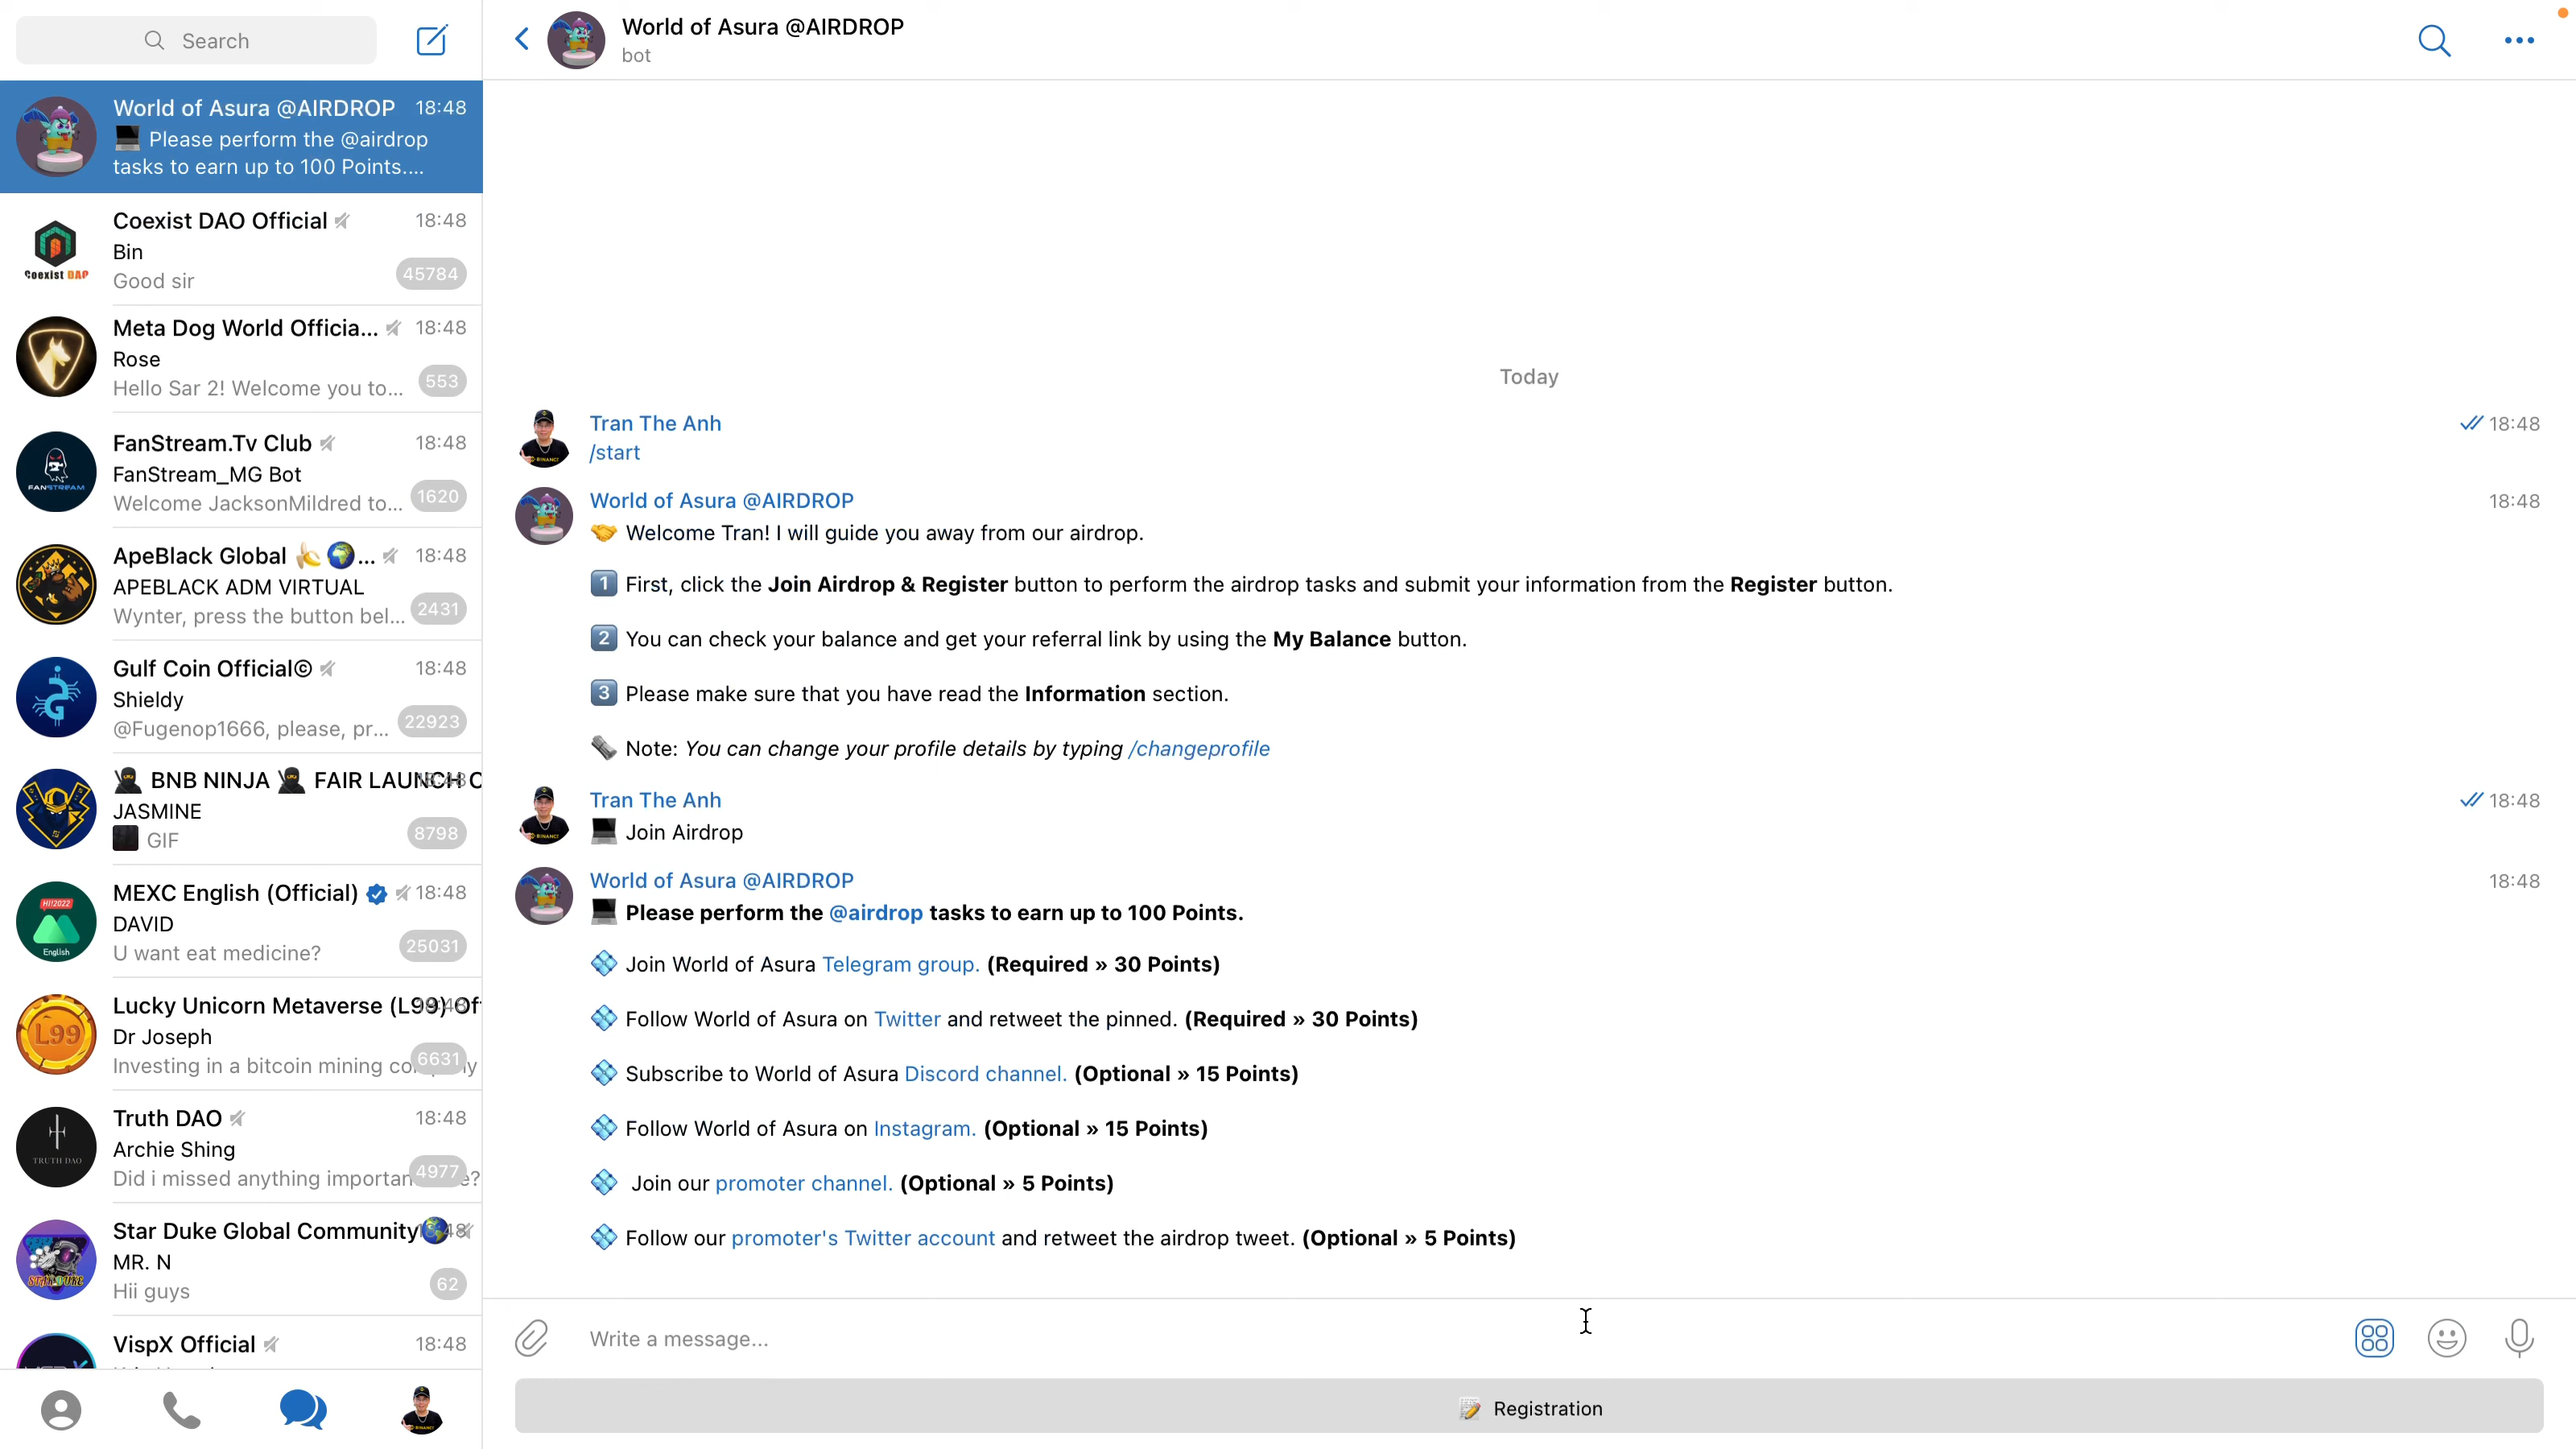 Search
World of Asura @AIRDROP 18:48
Please perform the @airdrop
tasks to earn up to 100 Points....
Coexist DAO Official 18:48
Bin
Good sir 45784
Coexist DAO
Meta Dog World Officia... 18:48
Rose
Hello Sar 2! Welcome you to... 553
FanStream.Tv Club 18:48
FanStream_MG Bot
Welcome JacksonMildred to... 1620
FANSTREAM
ApeBlack Global ... 18:48
APEBLACK ADM VIRTUAL
Wynter, press the button bel... 2431
Gulf Coin Official© 18:48
Shieldy
@Fugenop1666, please, pr... 22923
BNB NINJA FAIR LAUNCH 18:48
JASMINE
GIF 8798
MEXC English (Official) 18:48
DAVID
U want eat medicine? 25031
HI!2022
English
Lucky Unicorn Metaverse (L99) Of 18:48
Dr Joseph
Investing in a bitcoin mining 6631
L99
Truth DAO 18:48
Archie Shing
Did i missed anything 4977
TRUTH DAO
Star Duke Global Community 18:48
MR. N
Hii guys 62
STAR DUKE
VispX Official 18:48
World of Asura @AIRDROP
bot
Today
Tran The Anh 18:48
/start
World of Asura @AIRDROP 18:48
Welcome Tran! I will guide you away from our airdrop.
1 First, click the Join Airdrop & Register button to perform the airdrop tasks and submit your information from the Register button.
2 You can check your balance and get your referral link by using the My Balance button.
3 Please make sure that you have read the Information section.
Note: You can change your profile details by typing /changeprofile
Tran The Anh 18:48
Join Airdrop
World of Asura @AIRDROP 18:48
Please perform the @airdrop tasks to earn up to 100 Points.
Join World of Asura Telegram group. (Required » 30 Points)
Follow World of Asura on Twitter and retweet the pinned. (Required » 30 Points)
Subscribe to World of Asura Discord channel. (Optional » 15 Points)
Follow World of Asura on Instagram. (Optional » 15 Points)
Join our promoter channel. (Optional » 5 Points)
Follow our promoter's Twitter account and retweet the airdrop tweet. (Optional » 5 Points)
Write a message...
Registration